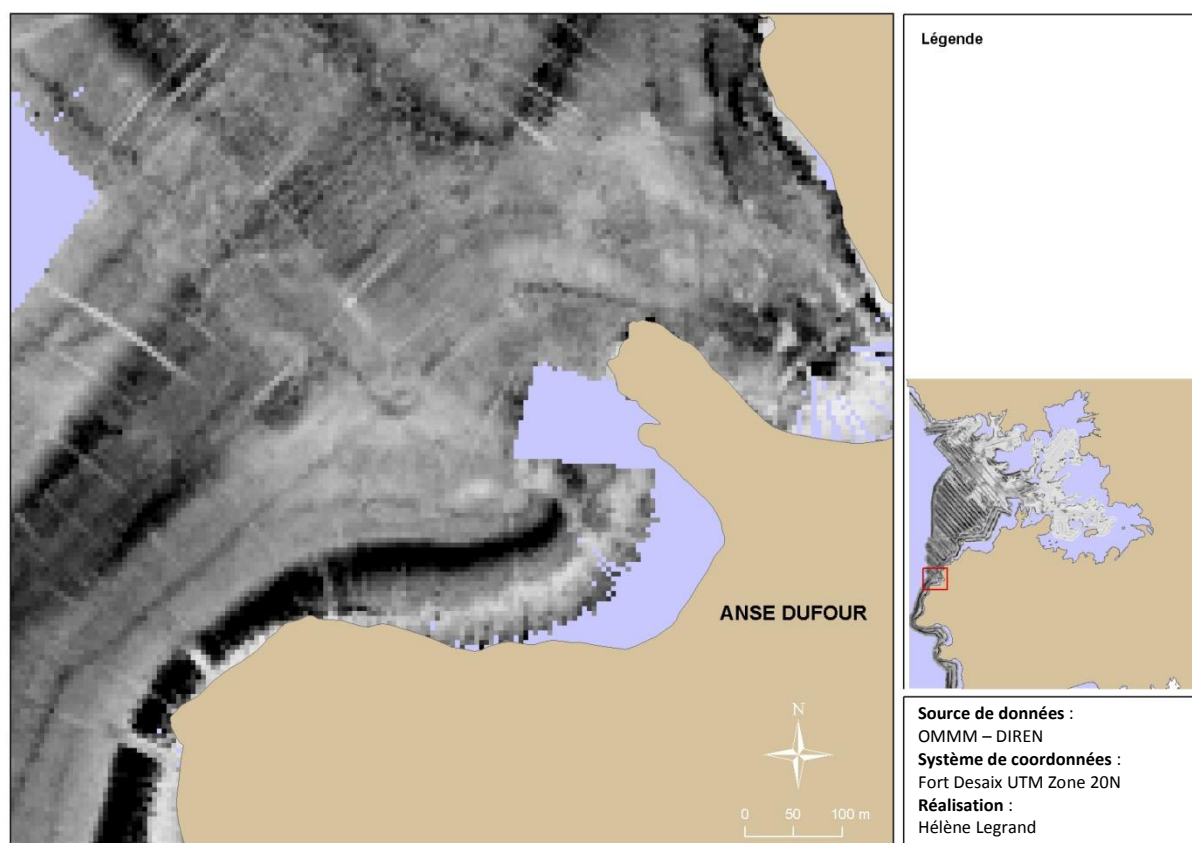 Légende
ANSE DUFOUR
N
0 50 100 m
Source de données :
OMMM – DIREN
Système de coordonnées :
Fort Desaix UTM Zone 20N
Réalisation :
Hélène Legrand